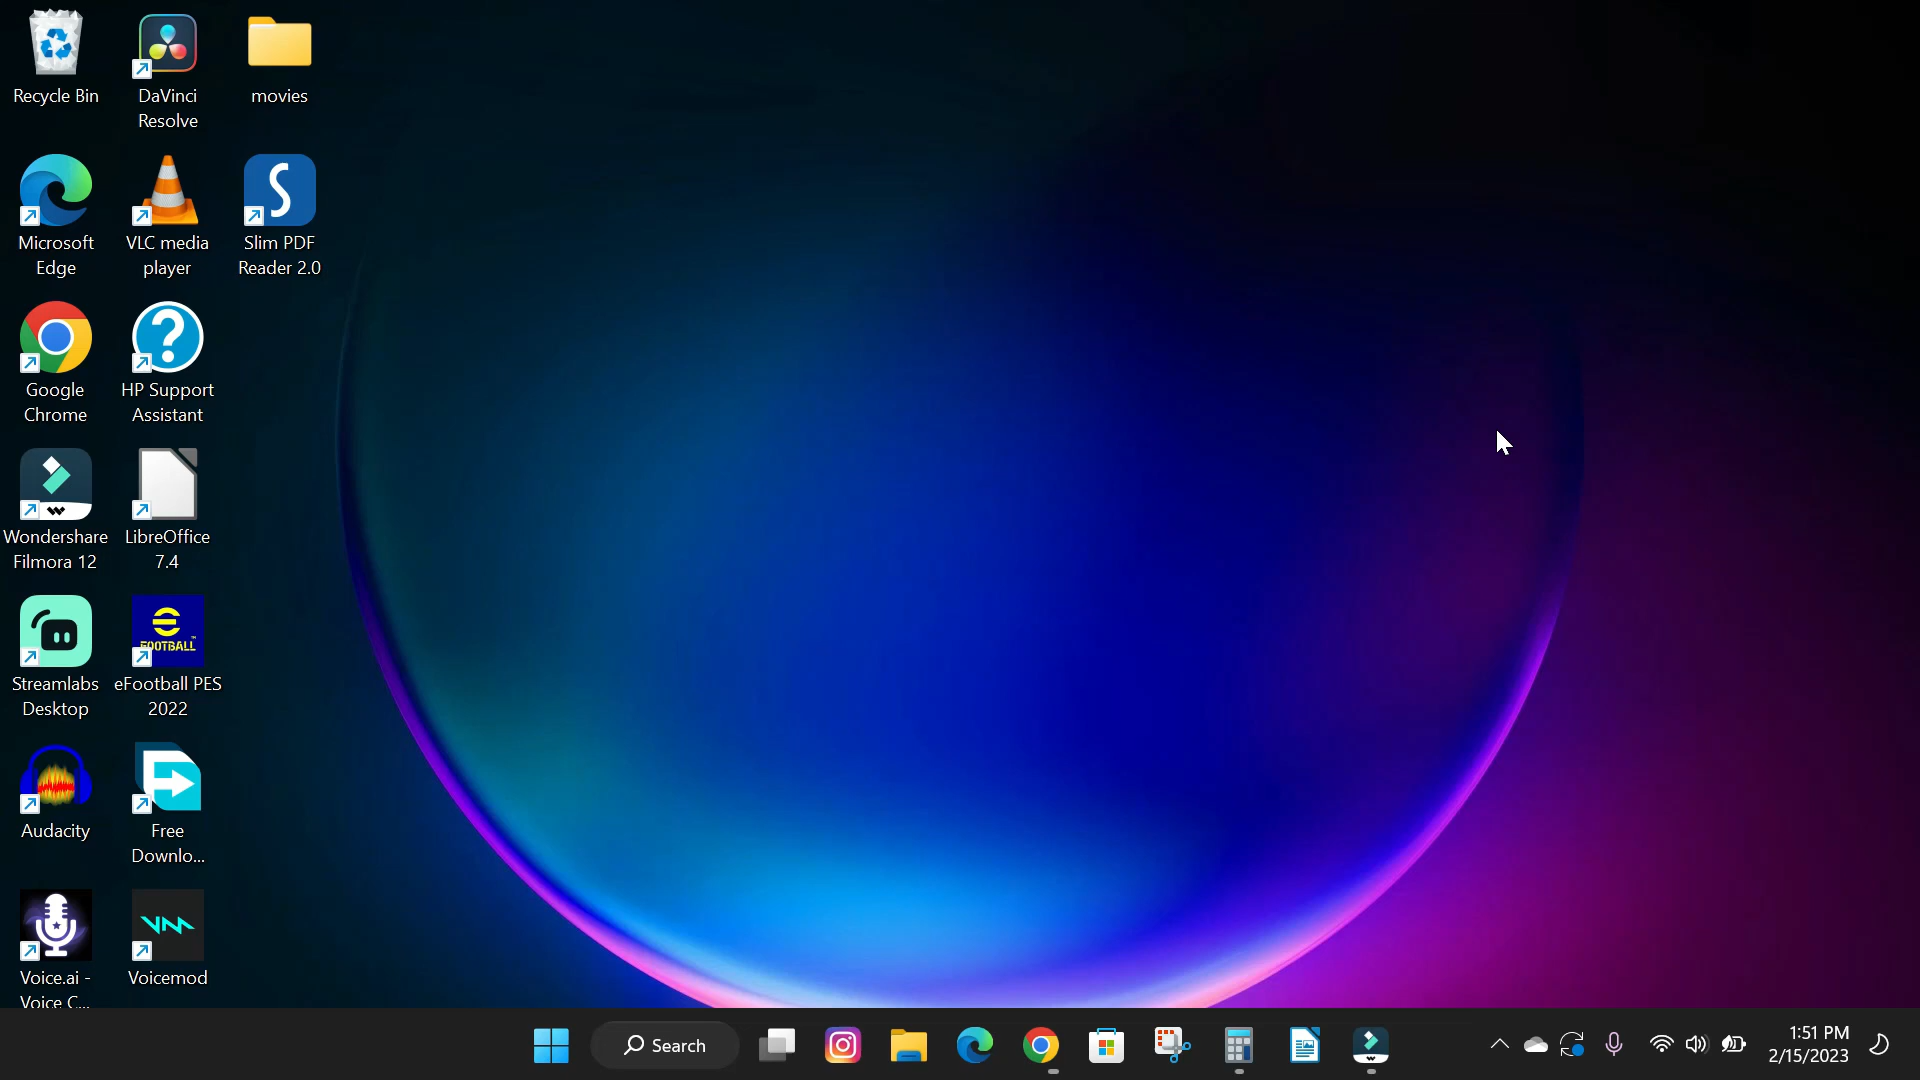 Recycle Bin
DaVinci
Resolve
movies
Microsoft
Edge
VLC media
player
S
Slim PDF
Reader 2.0
Google
Chrome
?
HP Support
Assistant
Wondershare
Filmora 12
LibreOffice
7.4
Streamlabs
Desktop
FOOTBALL
eFootball PES
2022
Audacity
Free
Downlo...
Voice.ai -
Voice C...
Voicemod
Search
1:51 PM
2/15/2023